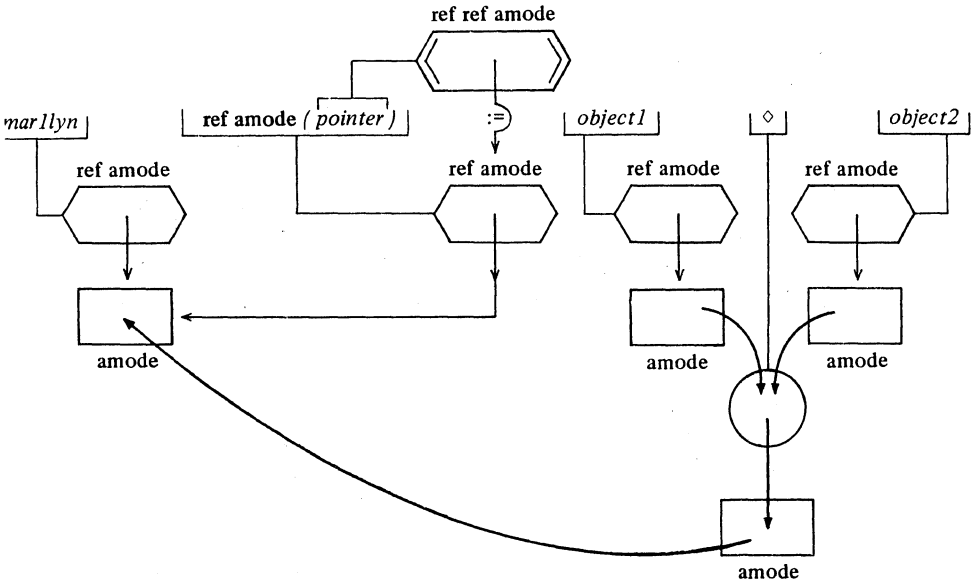 ref ref amode
mar1lyn
ref amode (pointer)
:=
object1
◇
object2
ref amode
ref amode
ref amode
ref amode
amode
amode
amode
amode